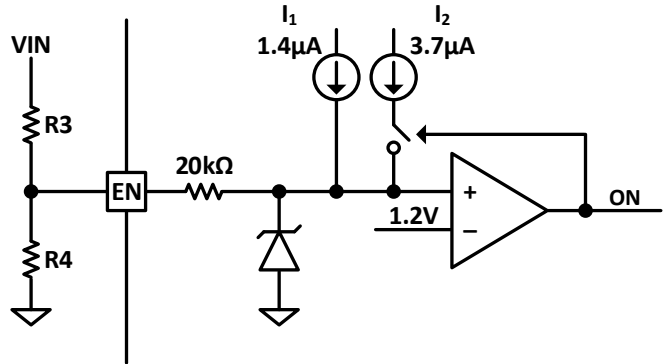 I1 I2
1.4µA 3.7µA
VIN
R3
20kΩ
EN
+
ON
1.2V
−
R4